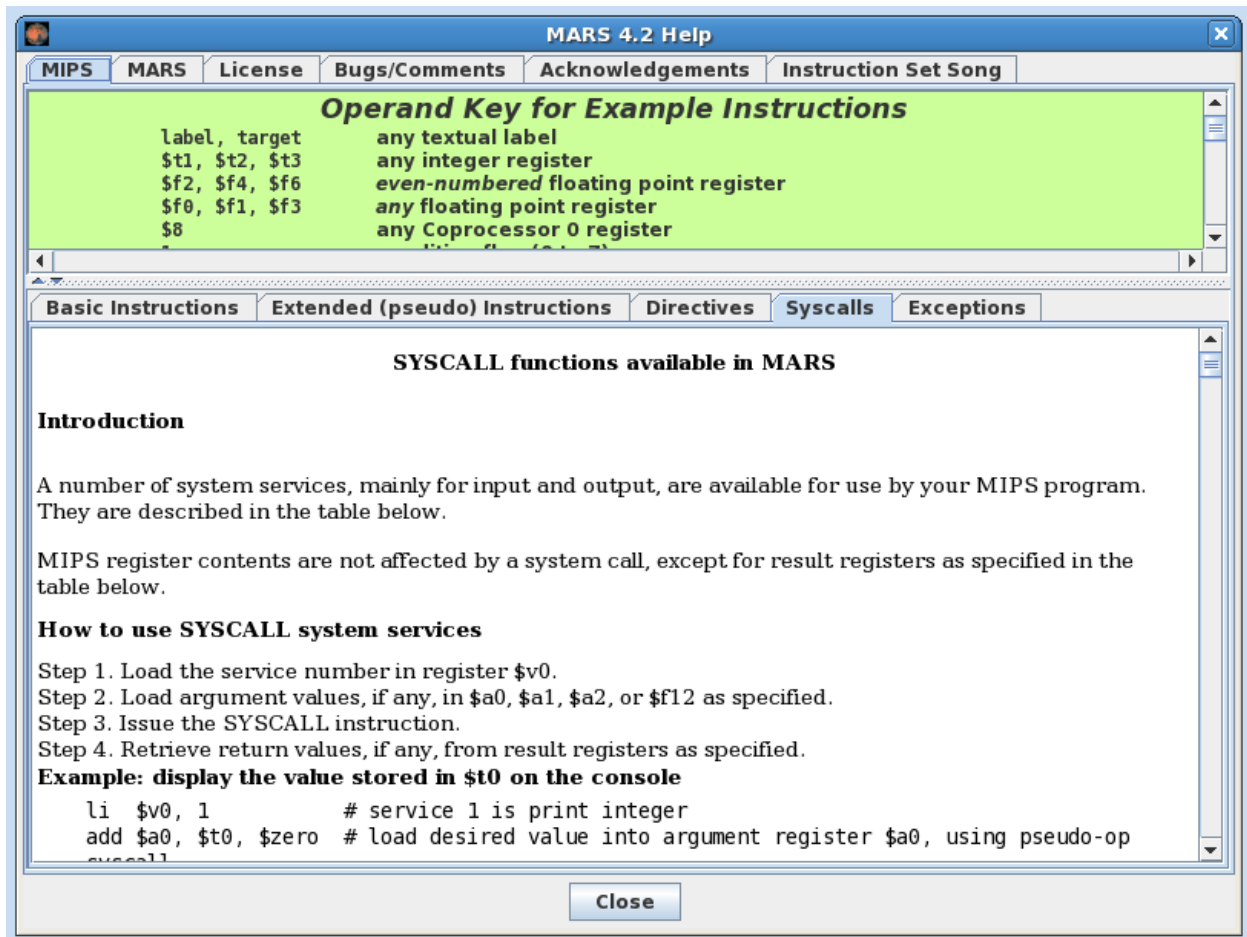 MARS 4.2 Help
MIPS MARS License Bugs/Comments Acknowledgements Instruction Set Song
Operand Key for Example Instructions
label, target any textual label
$t1, $t2, $t3 any integer register
$f2, $f4, $f6 even-numbered floating point register
$f0, $f1, $f3 any floating point register
$8 any Coprocessor 0 register
Basic Instructions Extended (pseudo) Instructions Directives Syscalls Exceptions
SYSCALL functions available in MARS
Introduction
A number of system services, mainly for input and output, are available for use by your MIPS program.
They are described in the table below.
MIPS register contents are not affected by a system call, except for result registers as specified in the
table below.
How to use SYSCALL system services
Step 1. Load the service number in register $v0.
Step 2. Load argument values, if any, in $a0, $a1, $a2, or $f12 as specified.
Step 3. Issue the SYSCALL instruction.
Step 4. Retrieve return values, if any, from result registers as specified.
Example: display the value stored in $t0 on the console
li $v0, 1 # service 1 is print integer
add $a0, $t0, $zero # load desired value into argument register $a0, using pseudo-op
syscall
Close